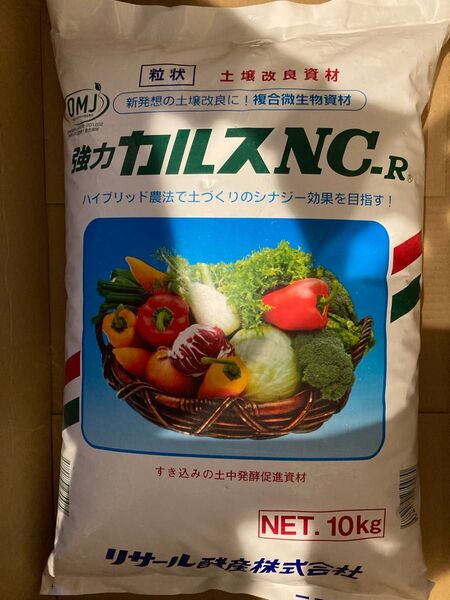 粒状 土壌改良資材
OMJ
新発想の土壌改良に!複合微生物資材
強力カルスNC-R®
ハイブリッド農法で土づくりのシナジー効果を目指す!
すき込みの土中発酵促進資材
NET. 10kg
リサール酵産株式会社